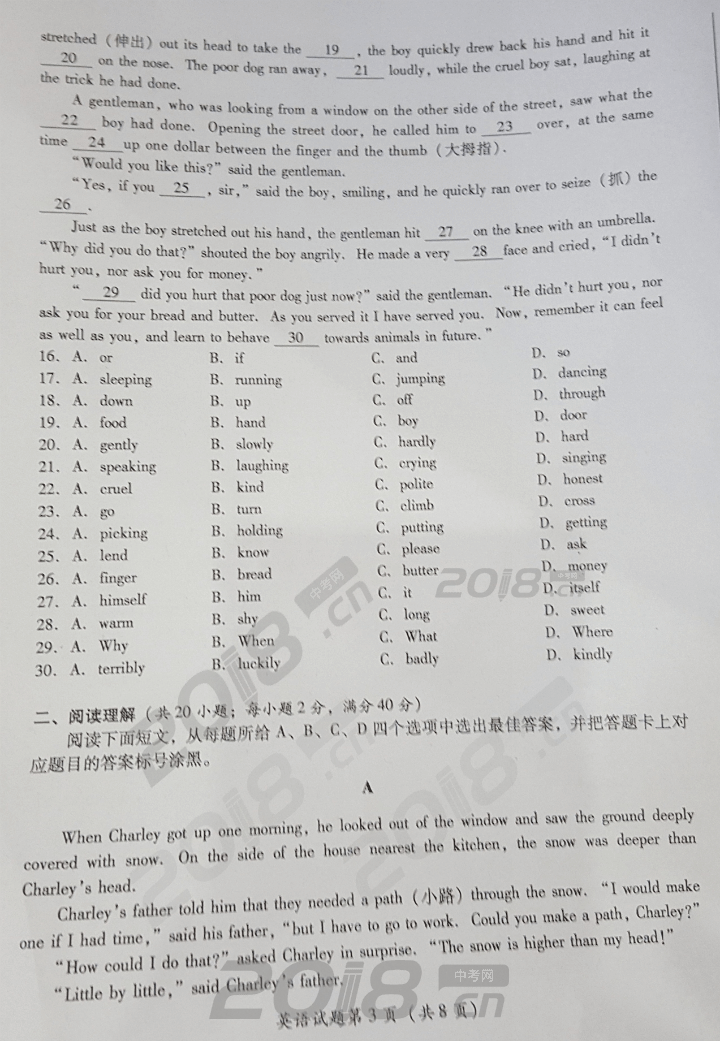 stretched（伸出）out its head to take the 19 , the boy quickly drew back his hand and hit it
20 on the nose. The poor dog ran away, 21 loudly, while the cruel boy sat, laughing at
the trick he had done.
A gentleman, who was looking from a window on the other side of the street, saw what the
22 boy had done. Opening the street door, he called him to 23 over, at the same
time 24 up one dollar between the finger and the thumb（大拇指）.
“Would you like this?” said the gentleman.
“Yes, if you 25 , sir,” said the boy, smiling, and he quickly ran over to seize（抓）the
26 .
Just as the boy stretched out his hand, the gentleman hit 27 on the knee with an umbrella.
“Why did you do that?” shouted the boy angrily. He made a very 28 face and cried, “I didn't
hurt you, nor ask you for money.”
“ 29 did you hurt that poor dog just now?” said the gentleman. “He didn't hurt you, nor
ask you for your bread and butter. As you served it I have served you. Now, remember it can feel
as well as you, and learn to behave 30 towards animals in future.”
16. A. or B. if C. and D. so
17. A. sleeping B. running C. jumping D. dancing
18. A. down B. up C. off D. through
19. A. food B. hand C. boy D. door
20. A. gently B. slowly C. hardly D. hard
21. A. speaking B. laughing C. crying D. singing
22. A. cruel B. kind C. polite D. honest
23. A. go B. turn C. climb D. cross
24. A. picking B. holding C. putting D. getting
25. A. lend B. know C. please D. ask
26. A. finger B. bread C. butter D. money
27. A. himself B. him C. it D. itself
28. A. warm B. shy C. long D. sweet
29. A. Why B. When C. What D. Where
30. A. terribly B. luckily C. badly D. kindly
二、阅读理解（共20小题；每小题2分，满分40分）
阅读下面短文，从每题所给A、B、C、D四个选项中选出最佳答案，并把答题卡上对
应题目的答案标号涂黑。
A
When Charley got up one morning, he looked out of the window and saw the ground deeply
covered with snow. On the side of the house nearest the kitchen, the snow was deeper than
Charley's head.
Charley's father told him that they needed a path（小路）through the snow. “I would make
one if I had time,” said his father, “but I have to go to work. Could you make a path, Charley?”
“How could I do that?” asked Charley in surprise. “The snow is higher than my head!”
“Little by little,” said Charley's father.
英语试题第3页（共8页）
2018.cn 中考网